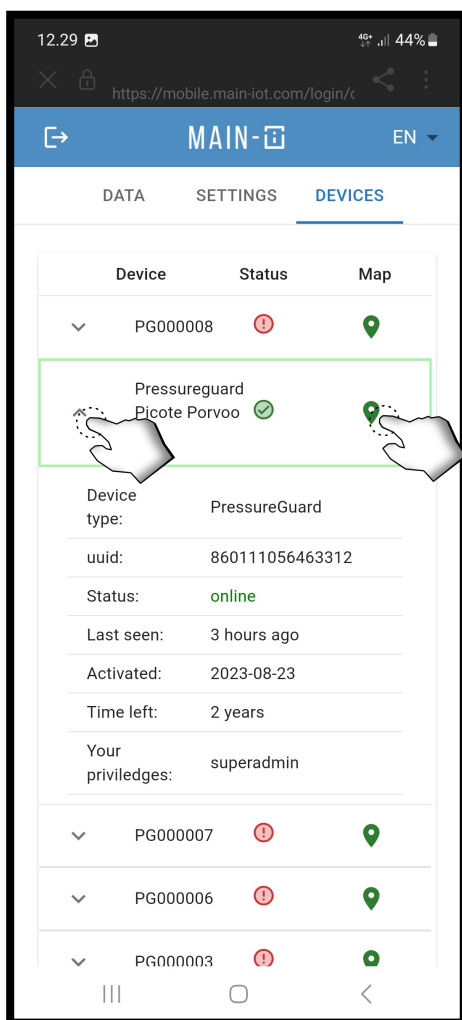 12.29 4G+ 44%
https://mobile.main-iot.com/login/c
MAIN-i EN
DATA SETTINGS DEVICES
Device Status Map
PG000008
Pressureguard
Picote Porvoo
Device
type: PressureGuard
uuid: 860111056463312
Status: online
Last seen: 3 hours ago
Activated: 2023-08-23
Time left: 2 years
Your
priviledges: superadmin
PG000007
PG000006
PG000003